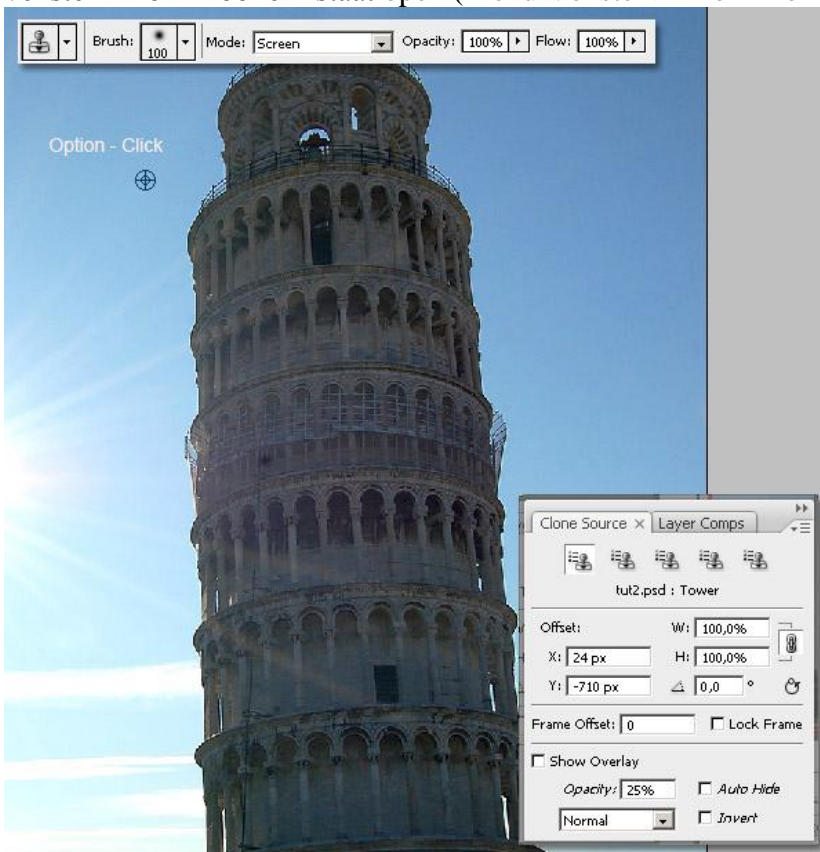 Brush: 100 Mode: Screen Opacity: 100% Flow: 100%
Option - Click
Clone Source × Layer Comps
tut2.psd : Tower
Offset: W: 100,0%
X: 24 px H: 100,0%
Y: -710 px 0,0 °
Frame Offset: 0 Lock Frame
Show Overlay
Opacity: 25% Auto Hide
Normal Invert